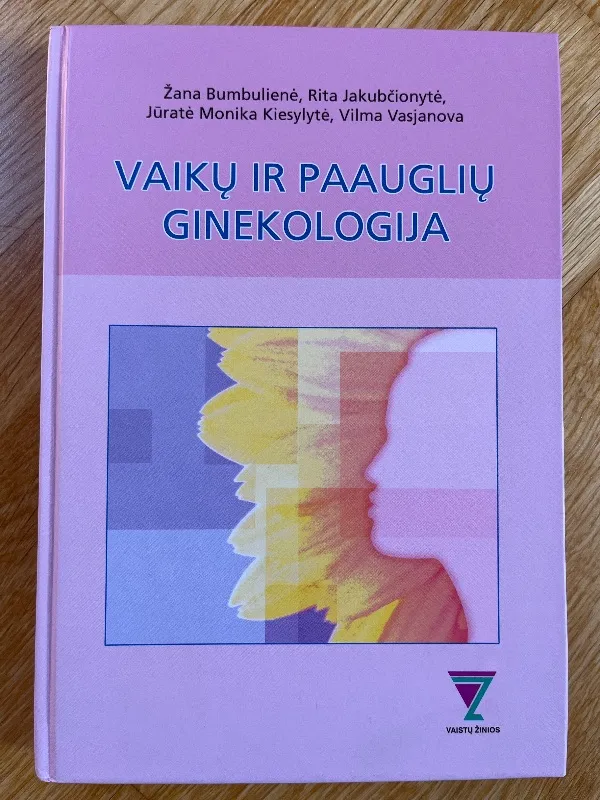 Žana Bumbulienė, Rita Jakubčionytė,
Jūratė Monika Kiesylytė, Vilma Vasjanova
VAIKŲ IR PAAUGLIŲ
GINEKOLOGIJA
VAISTŲ ŽINIOS